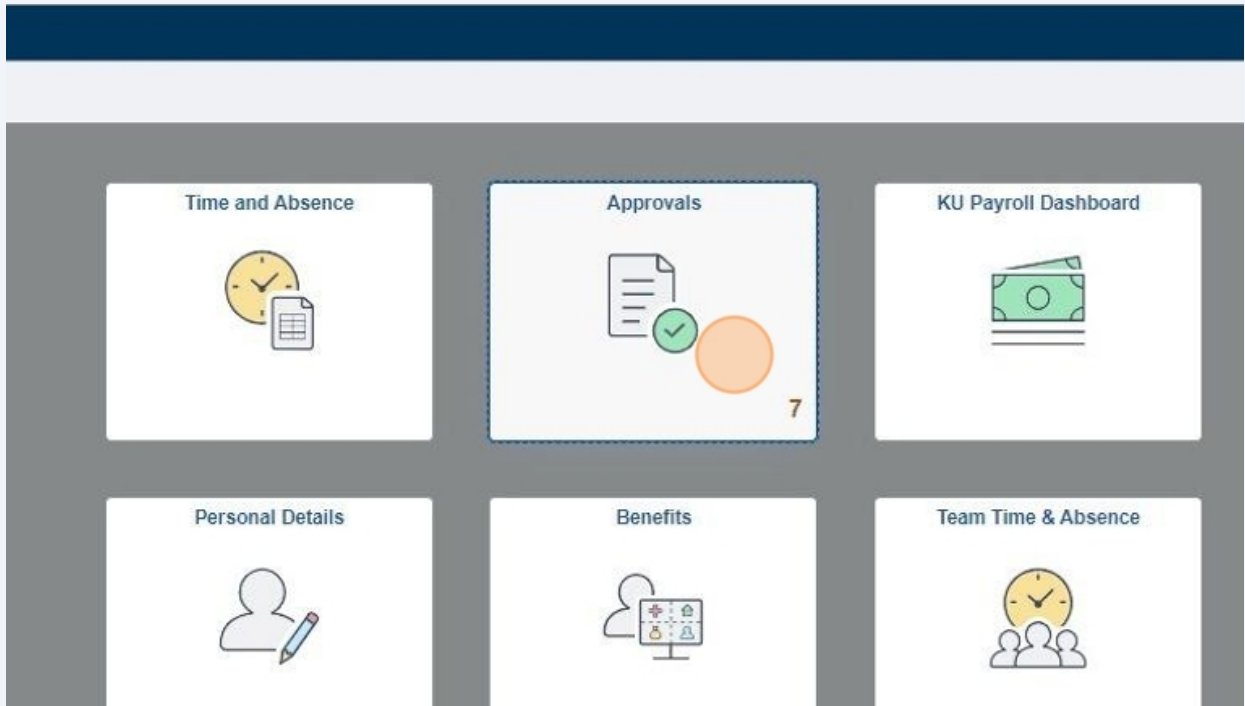 Time and Absence
Approvals
KU Payroll Dashboard
7
Personal Details
Benefits
Team Time & Absence